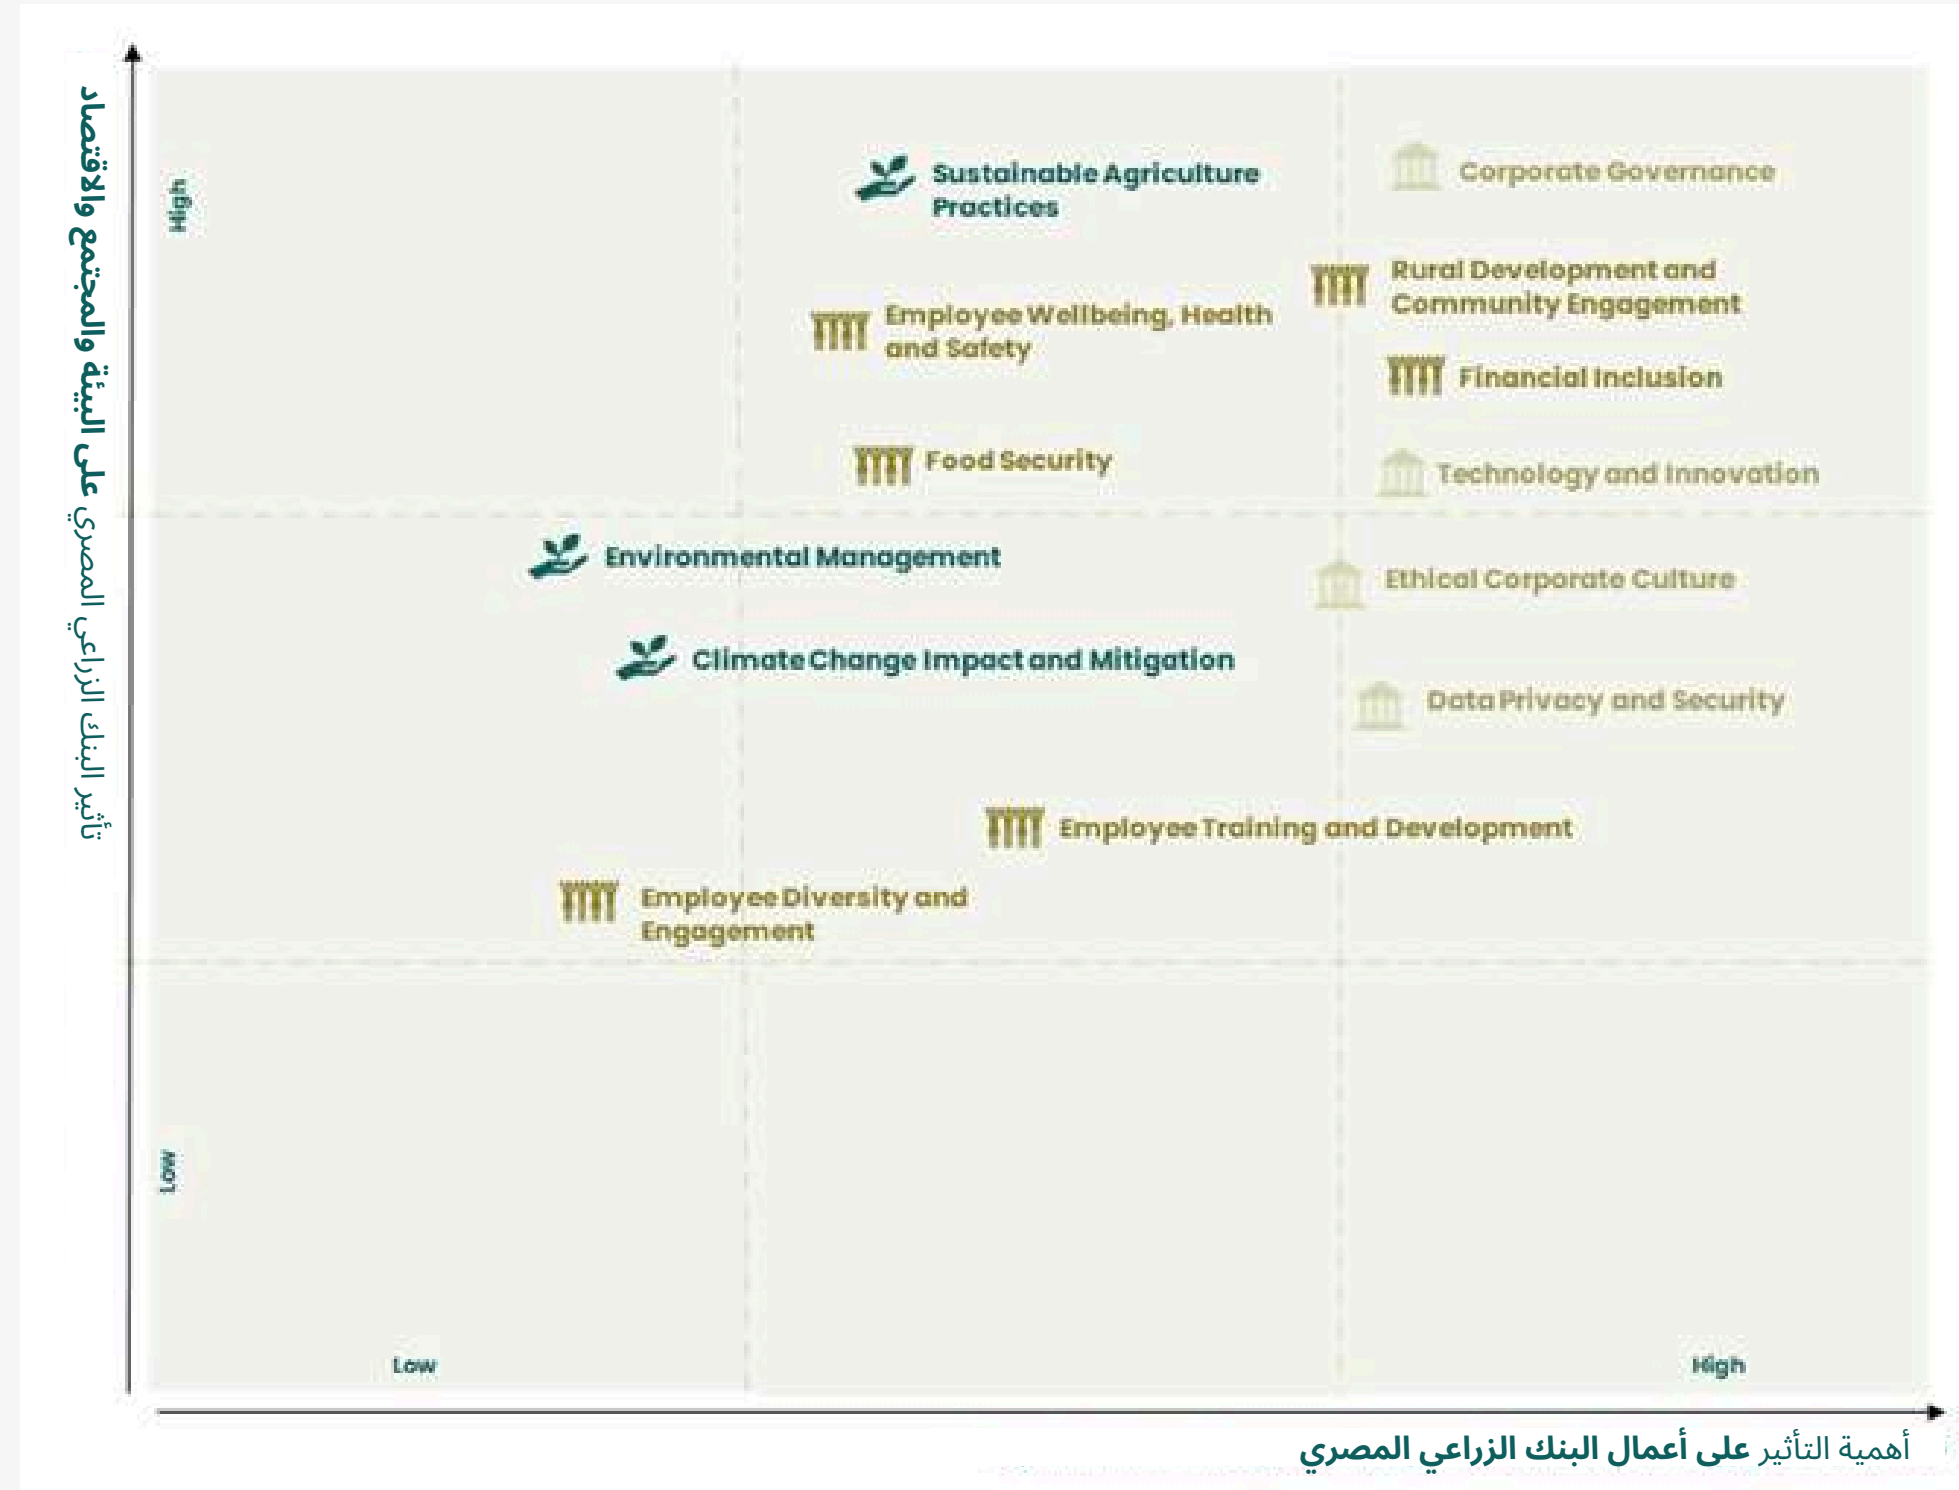 تأثير البنك الزراعي المصري على البيئة والمجتمع والاقتصاد
High
Sustainable Agriculture
Practices
Corporate Governance
Rural Development and
Community Engagement
Employee Wellbeing, Health
and Safety
Financial Inclusion
Food Security
Technology and Innovation
Environmental Management
Ethical Corporate Culture
Climate Change Impact and Mitigation
Data Privacy and Security
Employee Training and Development
Employee Diversity and
Engagement
Low
Low
High
أهمية التأثير على أعمال البنك الزراعي المصري